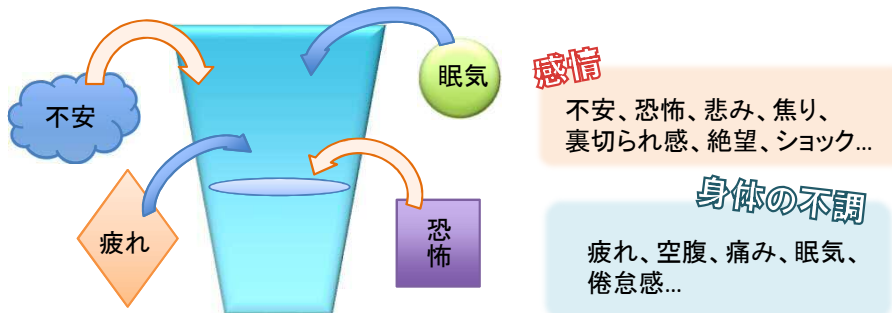 不安
眠気
疲れ
恐怖
感情
不安、恐怖、悲み、焦り、
裏切られ感、絶望、ショック...
身体の不調
疲れ、空腹、痛み、眠気、
倦怠感...